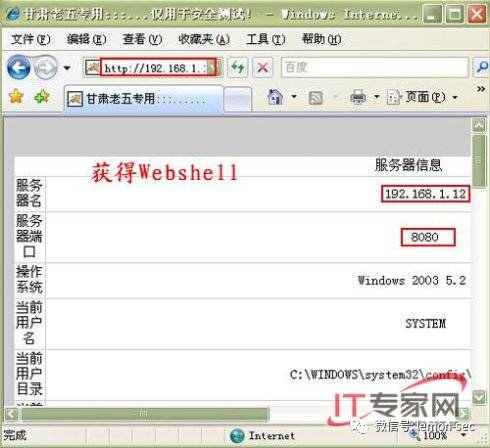 甘肃老五专用:::......仅用于安全测试! - Windows Interne...
文件(F) 编辑(E) 查看(V) 收藏夹(A) 工具(T) 帮助(H)
http://192.168.1.
百度
甘肃老五专用:::......
页面(P)
获得Webshell
服务器信息
服务器名 192.168.1.12
服务器端口 8080
操作系统 Windows 2003 5.2
当前用户名 SYSTEM
当前用户目录 C:\WINDOWS\system32\config\
IT专家网
微信号: lemon-sec
完成
Internet
100%